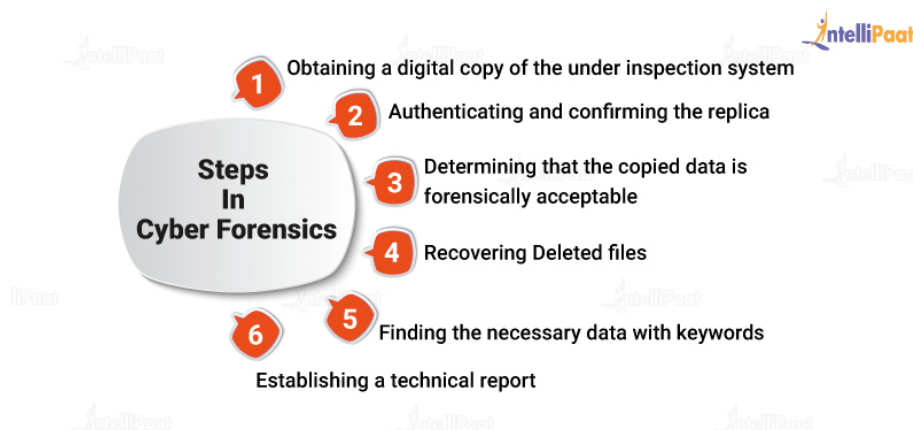 IntelliPaat
1 Obtaining a digital copy of the under inspection system
2 Authenticating and confirming the replica
Steps
In
Cyber Forensics
3 Determining that the copied data is
forensically acceptable
4 Recovering Deleted files
5 Finding the necessary data with keywords
6
Establishing a technical report